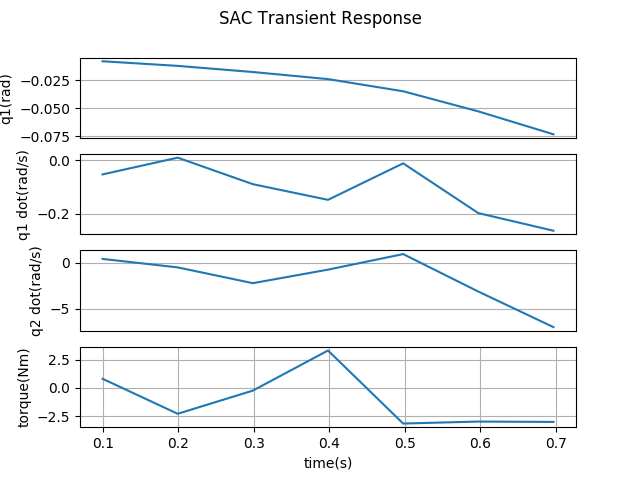 SAC Transient Response
−0.025
−0.050
−0.075
q1(rad)
0.0
−0.2
q1 dot(rad/s)
0
−5
q2 dot(rad/s)
2.5
0.0
−2.5
torque(Nm)
0.1 0.2 0.3 0.4 0.5 0.6 0.7
time(s)